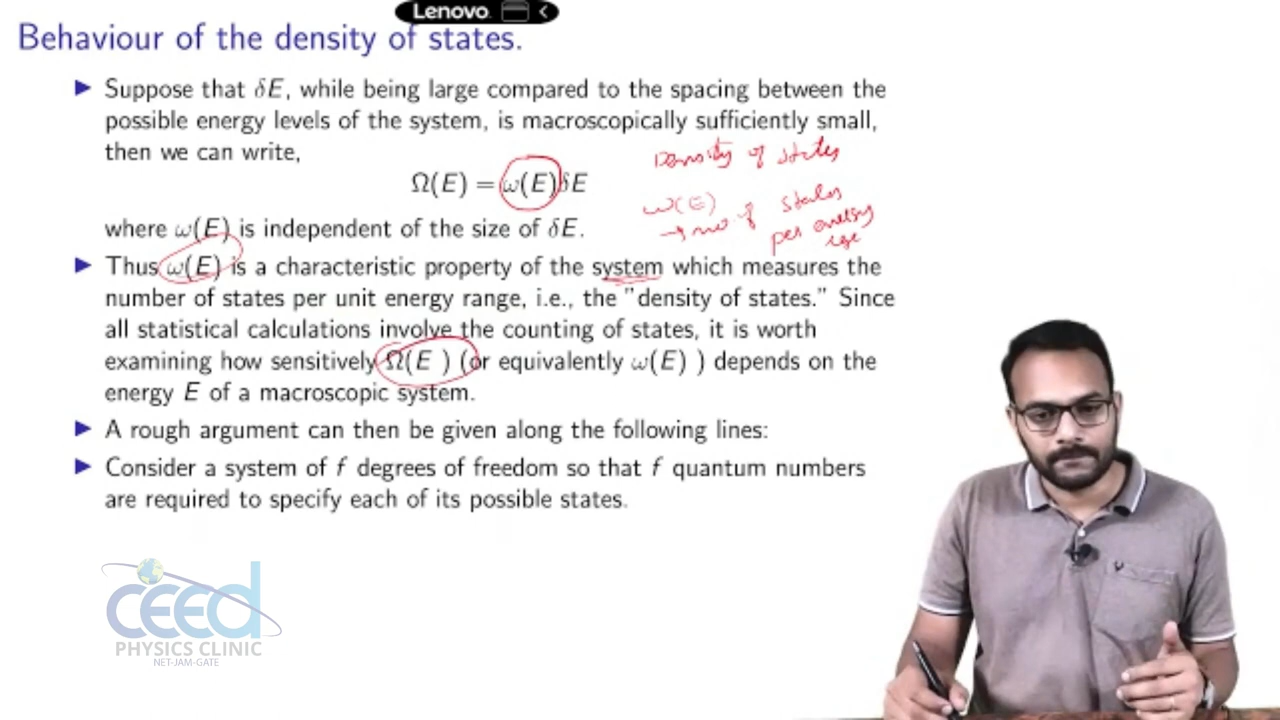 Lenovo
Behaviour of the density of states.
▶ Suppose that δE, while being large compared to the spacing between the
possible energy levels of the system, is macroscopically sufficiently small,
then we can write,
Ω(E) = ω(E)δE
Density of states
ω(E)
→ no of states
per energy
where ω(E) is independent of the size of δE.
▶ Thus ω(E) is a characteristic property of the system which measures the
number of states per unit energy range, i.e., the "density of states." Since
all statistical calculations involve the counting of states, it is worth
examining how sensitively Ω(E ) (or equivalently ω(E) ) depends on the
energy E of a macroscopic system.
▶ A rough argument can then be given along the following lines:
▶ Consider a system of f degrees of freedom so that f quantum numbers
are required to specify each of its possible states.
ceed
PHYSICS CLINIC
NET-JAM-GATE